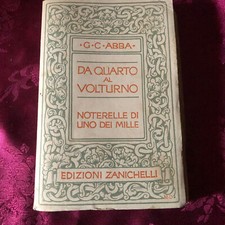 · G · C · ABBA ·
DA QUARTO
AL
VOLTURNO
NOTERELLE DI
UNO DEI MILLE
EDIZIONI ZANICHELLI